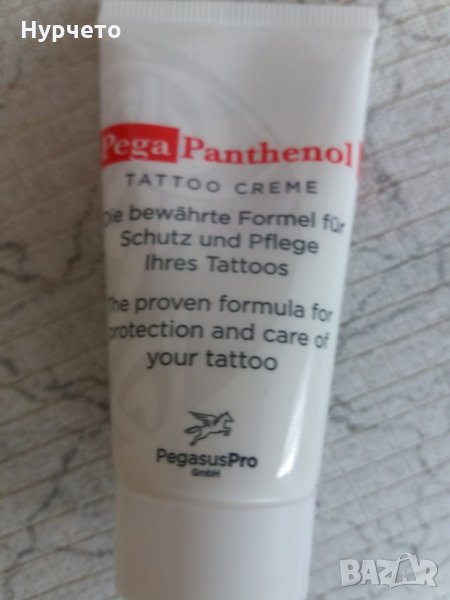 Нурчето
Pega Panthenol
TATTOO CREME
Die bewährte Formel für
Schutz und Pflege
Ihres Tattoos
The proven formula for
protection and care of
your tattoo
PegasusPro
GmbH
BAZAR